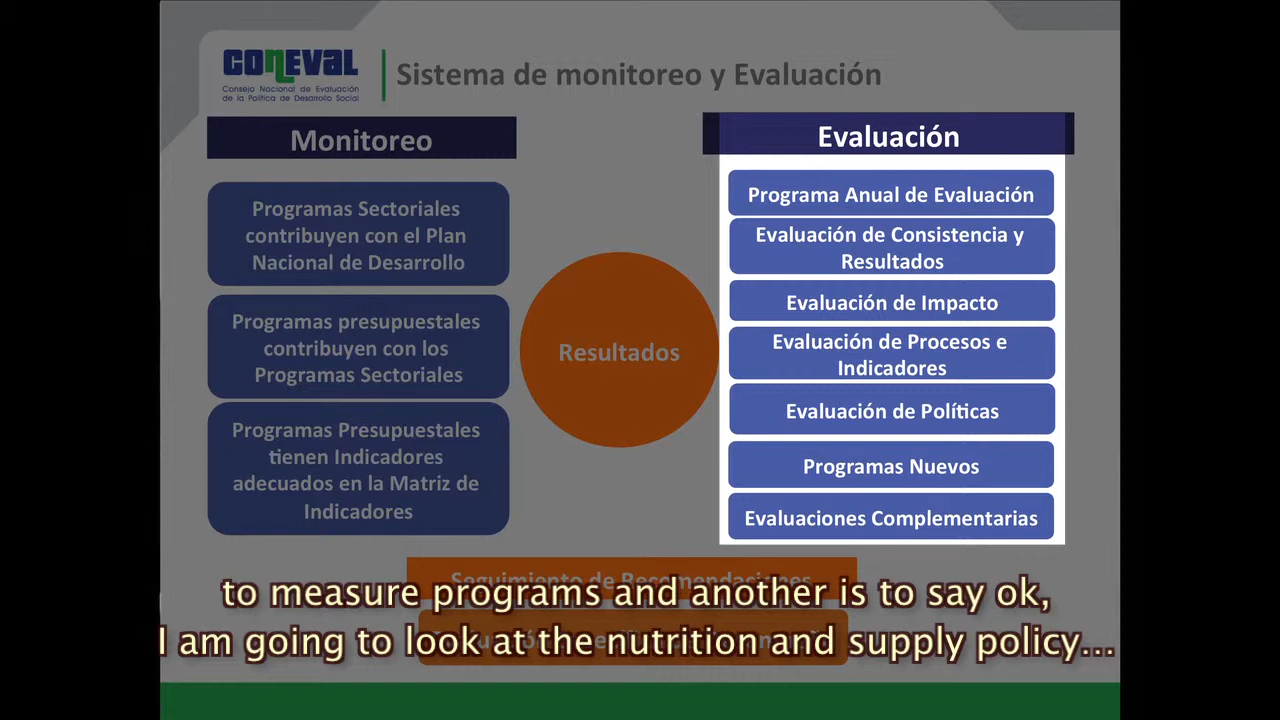 CONEVAL
Consejo Nacional de Evaluación
de la Política de Desarrollo Social
Sistema de monitoreo y Evaluación
Monitoreo
Programas Sectoriales
contribuyen con el Plan
Nacional de Desarrollo
Programas presupuestales
contribuyen con los
Programas Sectoriales
Programas Presupuestales
tienen Indicadores
adecuados en la Matriz de
Indicadores
Resultados
Evaluación
Programa Anual de Evaluación
Evaluación de Consistencia y
Resultados
Evaluación de Impacto
Evaluación de Procesos e
Indicadores
Evaluación de Políticas
Programas Nuevos
Evaluaciones Complementarias
Seguimiento de Recomendaciones
to measure programs and another is to say ok,
I am going to look at the nutrition and supply policy...